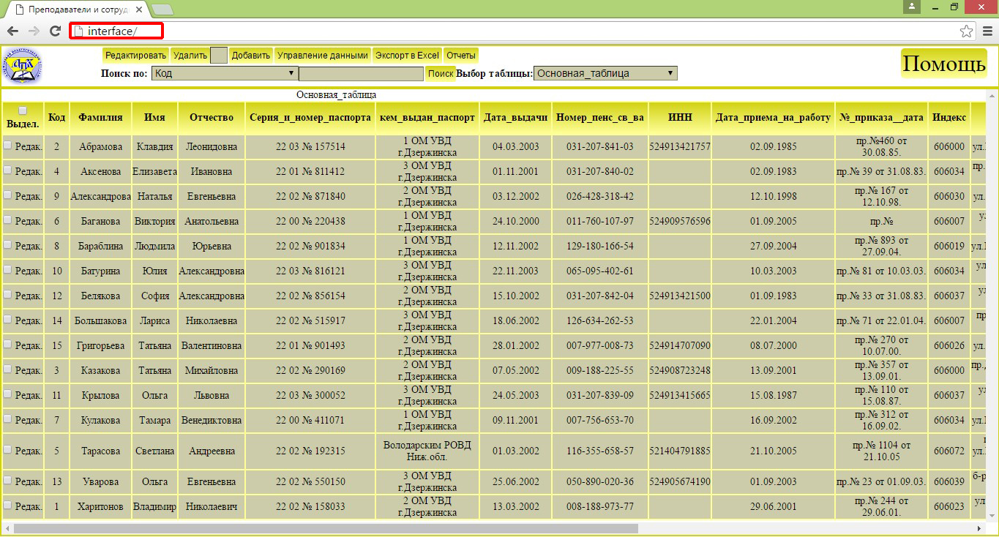 Преподаватели и сотруд
interface/
АПК
Редактировать Удалить Добавить Управление данными Экспорт в Excel Отчеты
Помощь
Поиск по: Код Поиск Выбор таблицы: Основная_таблица
Основная_таблица
Выдел. Код Фамилия Имя Отчество Серия_и_номер_паспорта кем_выдан_паспорт Дата_выдачи Номер_пенс_св_ва ИНН Дата_приема_на_работу №_приказа__дата Индекс
Редак. 2 Абрамова Клавдия Леонидовна 22 03 № 157514 1 ОМ УВД г.Дзержинска 04.03.2003 031-207-841-03 524913421757 02.09.1985 пр.№460 от 30.08.85. 606000 ул.
Редак. 4 Аксенова Елизавета Ивановна 22 01 № 811412 3 ОМ УВД г.Дзержинска 01.11.2001 031-207-840-02 02.09.1983 пр.№ 39 от 31.08.83. 606034 пр.
Редак. 9 Александрова Наталья Евгеньевна 22 02 № 871840 2 ОМ УВД г.Дзержинска 03.12.2002 026-428-318-42 12.10.1998 пр.№ 167 от 12.10.98. 606030 ул.
Редак. 6 Баганова Виктория Анатольевна 22 00 № 220438 1 ОМ УВД г.Дзержинска 24.10.2000 011-760-107-97 524909576596 01.09.2005 пр.№ 606007 у
Редак. 8 Бараблина Людмила Юрьевна 22 02 № 901834 1 ОМ УВД г.Дзержинска 12.11.2002 129-180-166-54 27.09.2004 пр.№ 893 от 27.09.04. 606019 ул.
Редак. 10 Батурина Юлия Александровна 22 03 № 816121 3 ОМ УВД г.Дзержинска 22.11.2003 065-095-402-61 10.03.2003 пр.№ 81 от 10.03.03. 606034 ул
Редак. 12 Белякова София Александровна 22 02 № 856154 2 ОМ УВД г.Дзержинска 15.10.2002 031-207-842-04 524913421500 01.09.1983 пр.№ 33 от 31.08.83. 606037 у
Редак. 14 Большакова Лариса Николаевна 22 02 № 515917 3 ОМ УВД г.Дзержинска 18.06.2002 126-634-262-53 22.01.2004 пр.№ 71 от 22.01.04. 606007 пр
Редак. 15 Григорьева Татьяна Валентиновна 22 01 № 901493 2 ОМ УВД г.Дзержинска 28.01.2002 007-977-008-73 524914707090 08.07.2000 пр.№ 270 от 10.07.00. 606026 ул.
Редак. 3 Казакова Татьяна Михайловна 22 02 № 290169 2 ОМ УВД г.Дзержинска 07.05.2002 009-188-225-55 524908723248 13.09.2001 пр.№ 357 от 13.09.01. 606000 пр.
Редак. 11 Крылова Ольга Львовна 22 03 № 300052 3 ОМ УВД г.Дзержинска 24.05.2003 031-207-839-09 524913415665 15.08.1987 пр.№ 110 от 15.08.87. 606037 у
Редак. 7 Кулакова Тамара Венедиктовна 22 00 № 411071 1 ОМ УВД г.Дзержинска 09.11.2001 007-756-653-70 16.09.2002 пр.№ 312 от 16.09.02. 606034 ул.
Редак. 5 Тарасова Светлана Андреевна 22 02 № 192315 Володарским РОВД Ниж.обл. 01.03.2002 116-355-658-57 521404791885 21.10.2005 пр.№ 1104 от 21.10.05 606072 ул.
Редак. 13 Уварова Ольга Евгеньевна 22 02 № 550150 3 ОМ УВД г.Дзержинска 25.06.2002 050-890-020-36 524905674190 01.09.2003 пр.№ 23 от 01.09.03. 606039 б-р
Редак. 1 Харитонов Владимир Николаевич 22 02 № 158033 2 ОМ УВД г.Дзержинска 13.03.2002 008-188-973-77 29.06.2001 пр.№ 244 от 29.06.01. 606023 ул